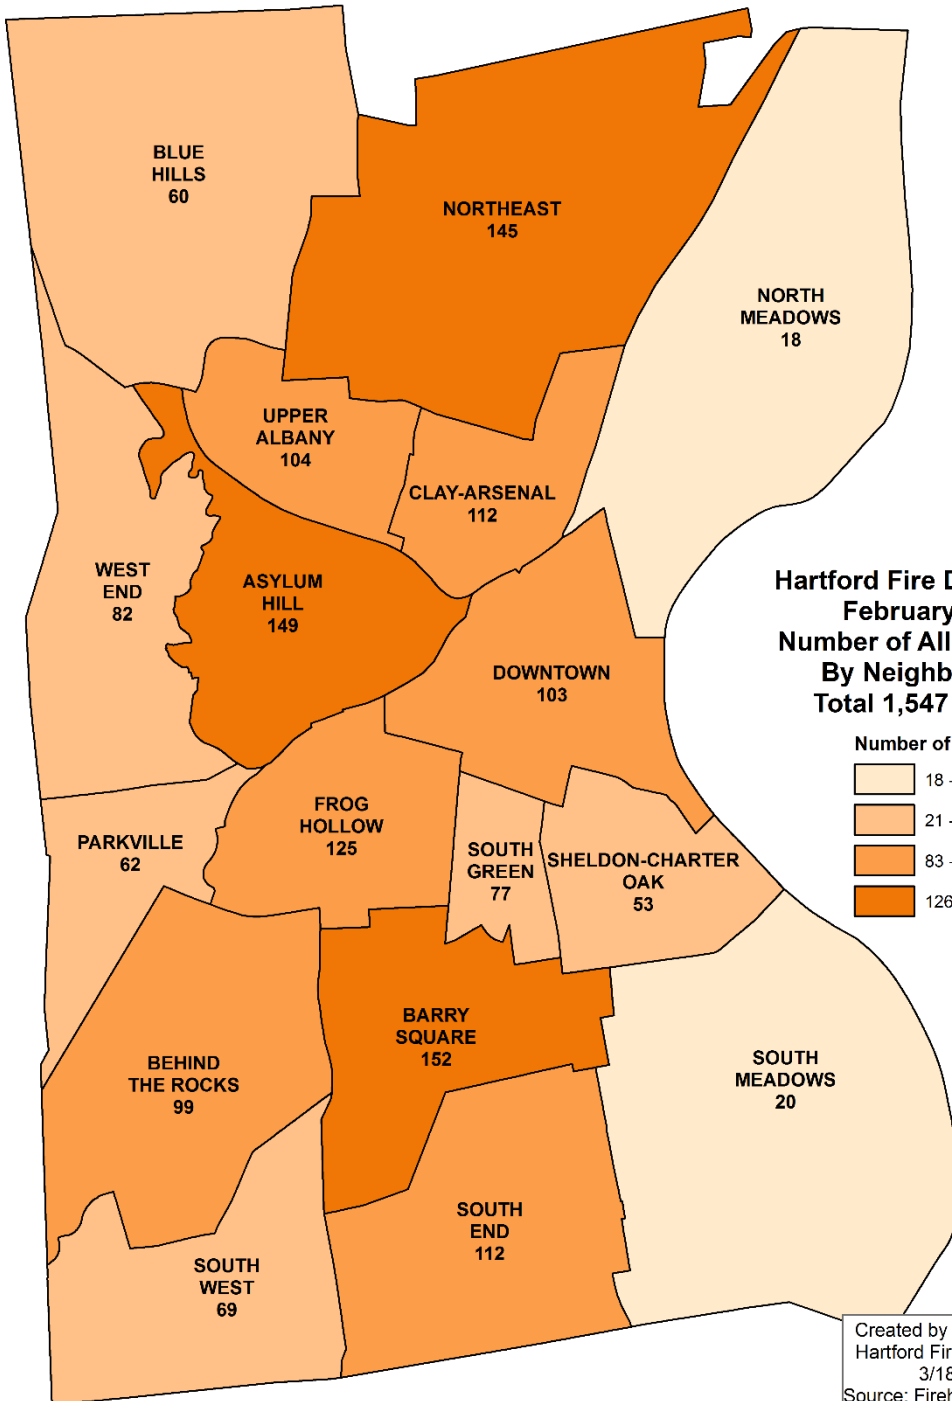 BLUE
HILLS
60
NORTHEAST
145
NORTH
MEADOWS
18
UPPER
ALBANY
104
CLAY-ARSENAL
112
WEST
END
82
ASYLUM
HILL
149
DOWNTOWN
103
Hartford Fire
February
Number of All
By
Total 1,547
Number of
18 -
21 -
83 -
126
FROG
HOLLOW
125
PARKVILLE
62
SOUTH
GREEN
77
SHELDON-CHARTER
OAK
53
BARRY
SQUARE
152
BEHIND
THE ROCKS
99
SOUTH
MEADOWS
20
SOUTH
END
112
SOUTH
WEST
69
Created by
Hartford
3/18
Source: